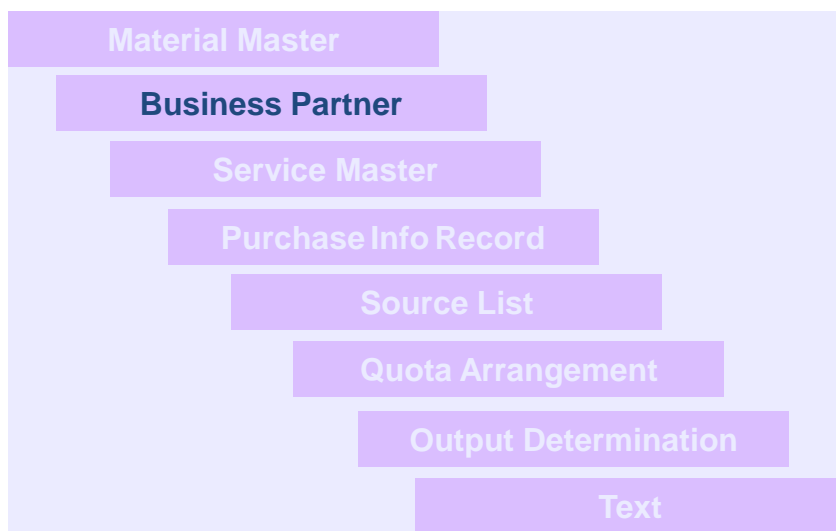 Material Master
Business Partner
Service Master
Purchase Info Record
Source List
Quota Arrangement
Output Determination
Text